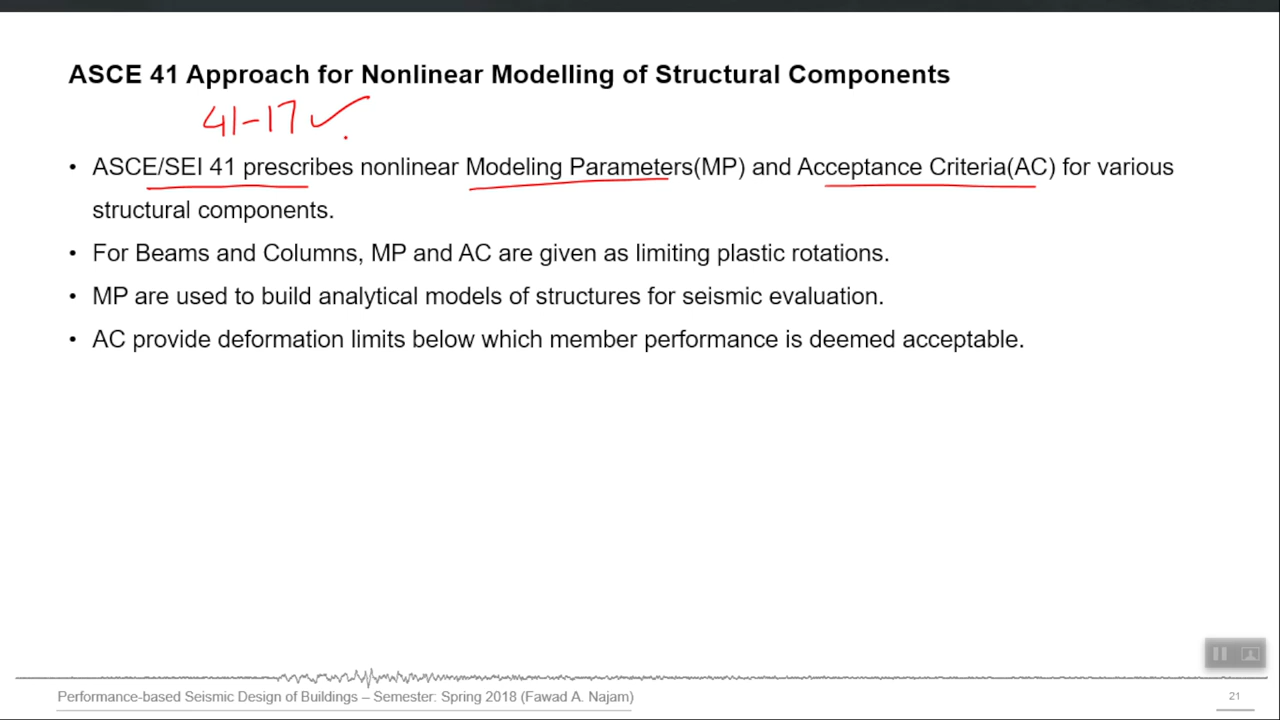 ASCE 41 Approach for Nonlinear Modelling of Structural Components
41-17
• ASCE/SEI 41 prescribes nonlinear Modeling Parameters(MP) and Acceptance Criteria(AC) for various
structural components.
• For Beams and Columns, MP and AC are given as limiting plastic rotations.
• MP are used to build analytical models of structures for seismic evaluation.
• AC provide deformation limits below which member performance is deemed acceptable.
Performance-based Seismic Design of Buildings – Semester: Spring 2018 (Fawad A. Najam)
21